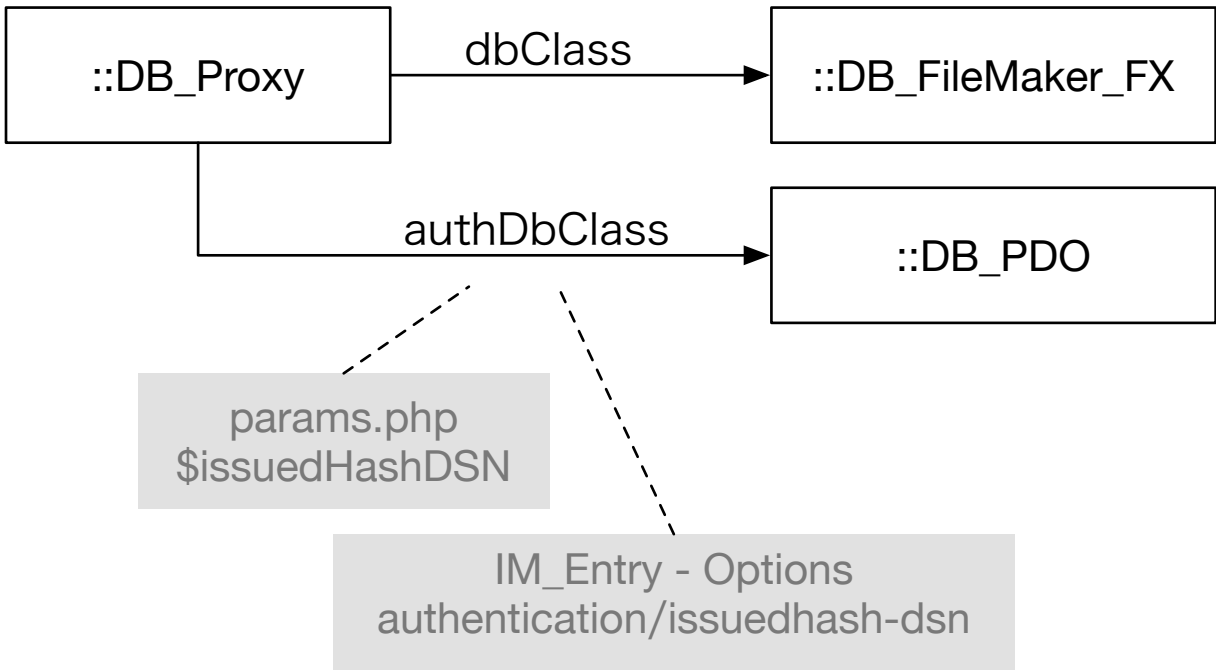 ::DB_Proxy
dbClass
::DB_FileMaker_FX
authDbClass
::DB_PDO
params.php
$issuedHashDSN
IM_Entry - Options
authentication/issuedhash-dsn